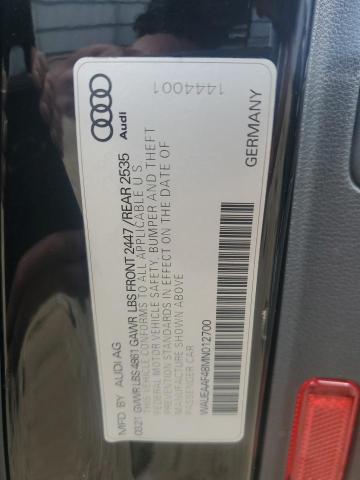 Audi
1444001
GERMANY
MFD. BY AUDI AG
03.21 GVWR LBS 4861 GAWR LBS FRONT 2447/REAR 2535
THIS VEHICLE CONFORMS TO ALL APPLICABLE U S
FEDERAL MOTOR VEHICLE SAFETY, BUMPER AND THEFT
PREVENTION STANDARDS IN EFFECT ON THE DATE OF
MANUFACTURE SHOWN ABOVE
PASSENGER CAR
WAUEAAF48MN012700